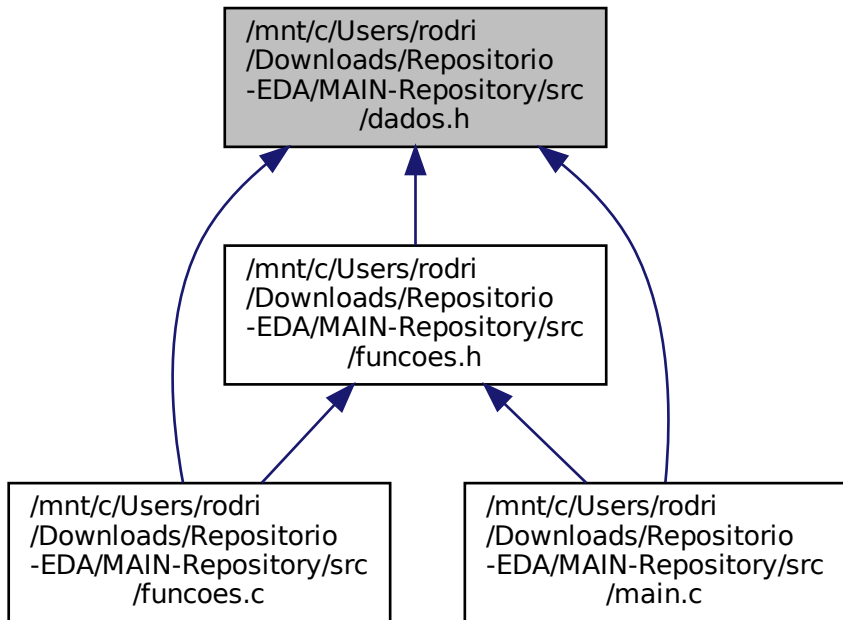 /mnt/c/Users/rodri
/Downloads/Repositorio
-EDA/MAIN-Repository/src
/dados.h
/mnt/c/Users/rodri
/Downloads/Repositorio
-EDA/MAIN-Repository/src
/funcoes.h
/mnt/c/Users/rodri
/Downloads/Repositorio
-EDA/MAIN-Repository/src
/funcoes.c
/mnt/c/Users/rodri
/Downloads/Repositorio
-EDA/MAIN-Repository/src
/main.c